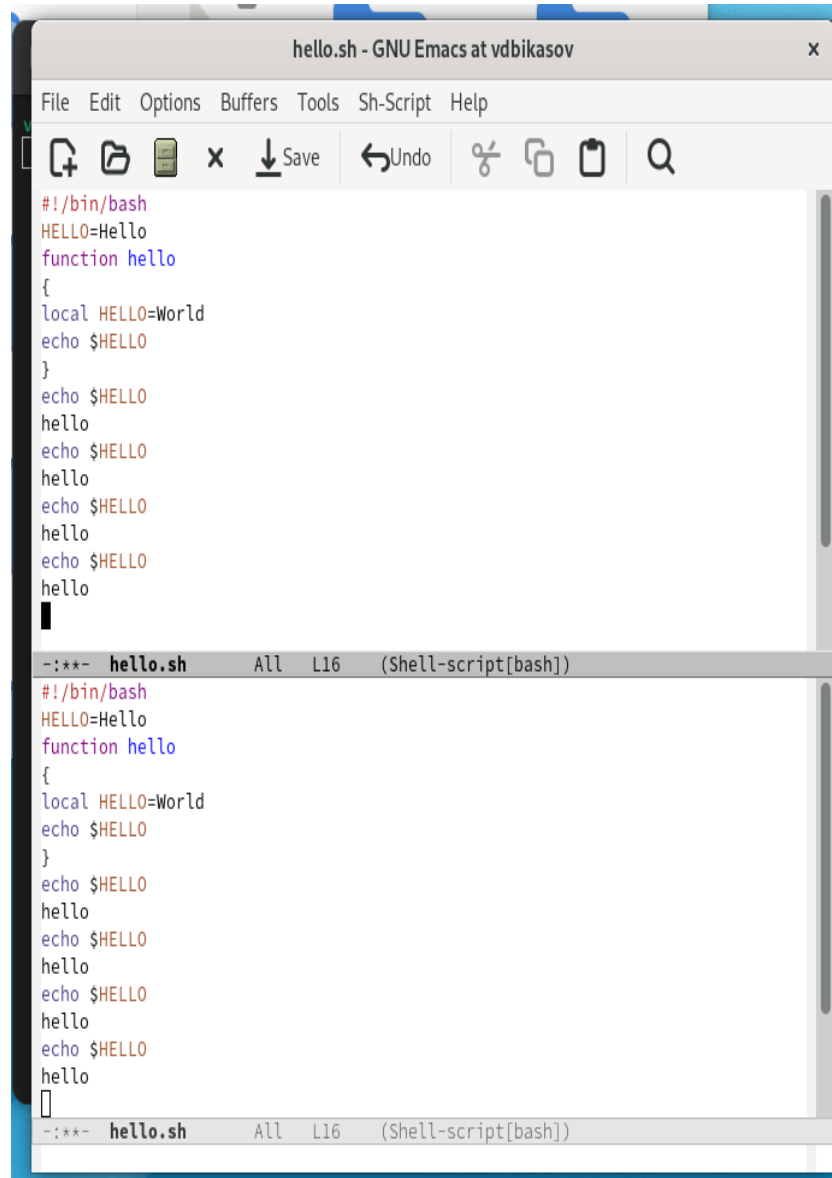 hello.sh - GNU Emacs at vdbikasov x
File Edit Options Buffers Tools Sh-Script Help
Save Undo
#!/bin/bash
HELLO=Hello
function hello
{
local HELLO=World
echo $HELLO
}
echo $HELLO
hello
echo $HELLO
hello
echo $HELLO
hello
echo $HELLO
hello
-:**- hello.sh All L16 (Shell-script[bash])
#!/bin/bash
HELLO=Hello
function hello
{
local HELLO=World
echo $HELLO
}
echo $HELLO
hello
echo $HELLO
hello
echo $HELLO
hello
echo $HELLO
hello
-:**- hello.sh All L16 (Shell-script[bash])